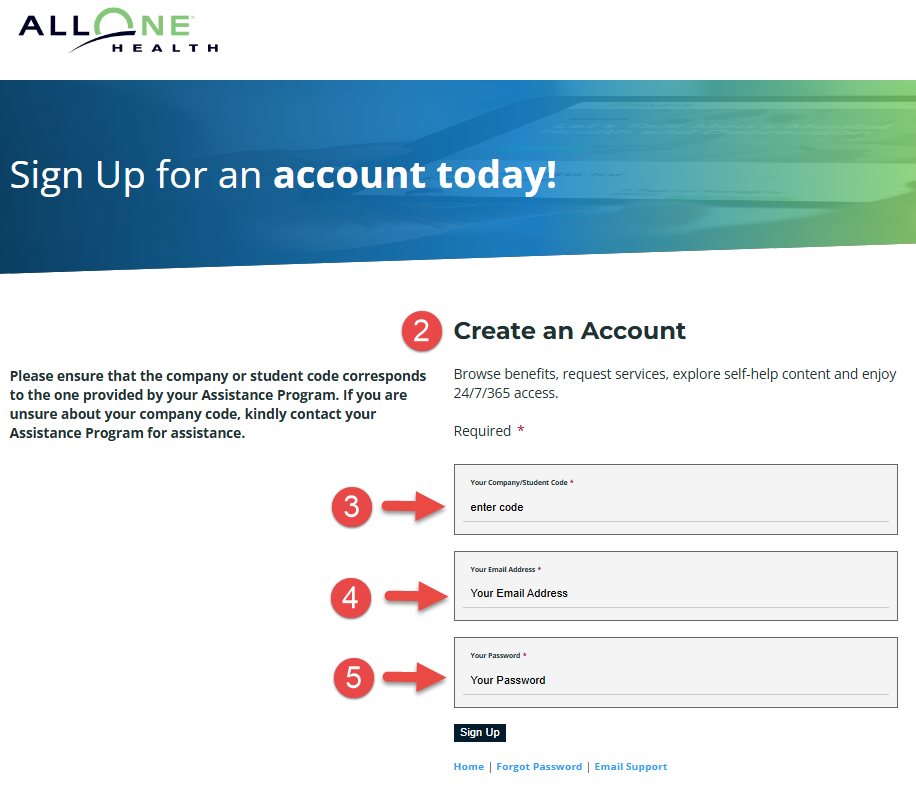 ALLONE
HEALTH
Sign Up for an account today!
2
Create an Account
Please ensure that the company or student code corresponds
to the one provided by your Assistance Program. If you are
unsure about your company code, kindly contact your
Assistance Program for assistance.
Browse benefits, request services, explore self-help content and enjoy
24/7/365 access.
Required *
Your Company/Student Code *
3
enter code
Your Email Address *
4
Your Email Address
Your Password *
5
Your Password
Sign Up
Home | Forgot Password | Email Support